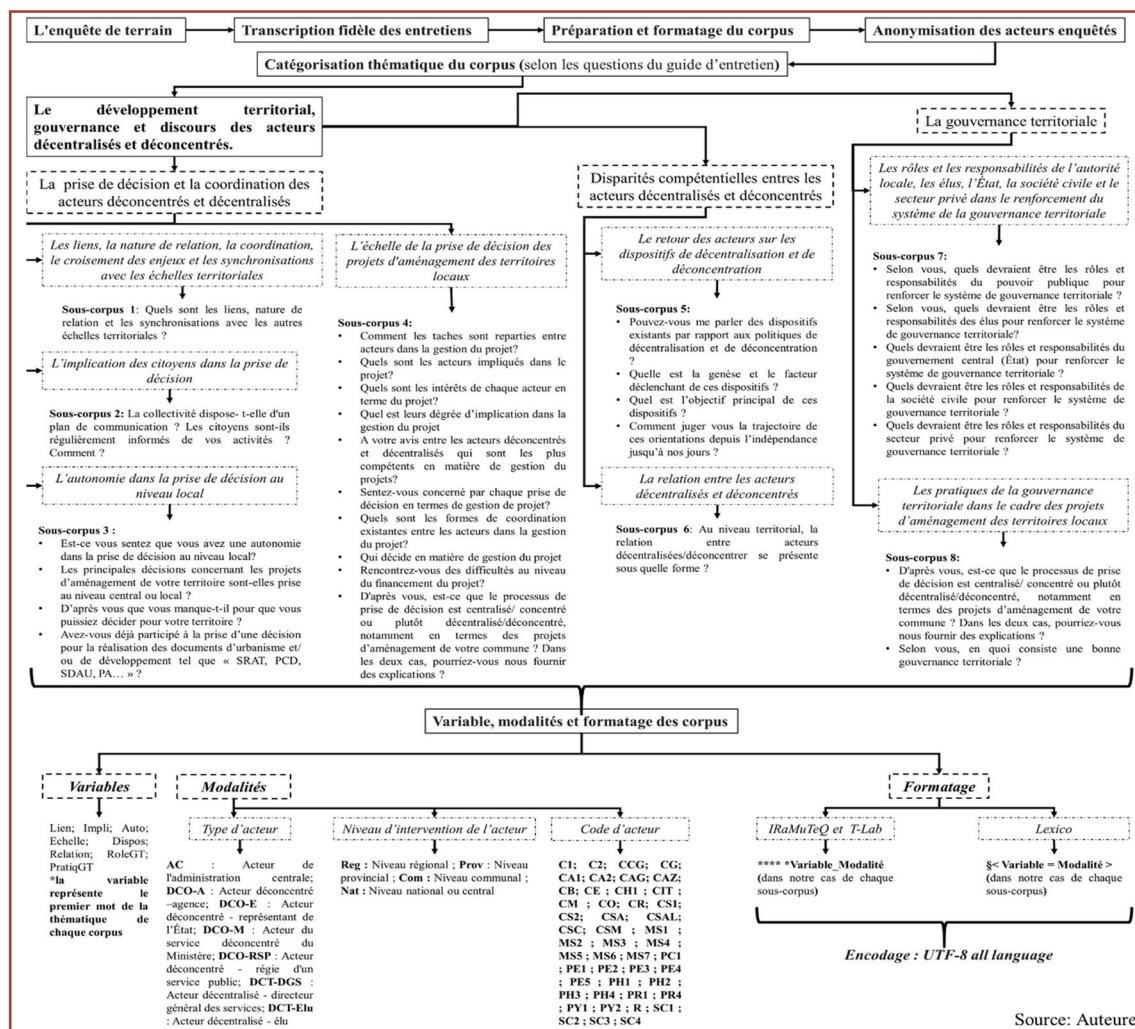 L'enquête de terrain
Transcription fidèle des entretiens
Préparation et formatage du corpus
Anonymisation des acteurs enquêtés
Catégorisation thématique du corpus (selon les questions du guide d'entretien)
Le développement territorial,
gouvernance et discours des acteurs
décentralisés et déconcentrés.
La prise de décision et la coordination des
acteurs déconcentrés et décentralisés
Les liens, la nature de relation, la coordination,
le croisement des enjeux et les synchronisations
avec les échelles territoriales
Sous-corpus 1: Quels sont les liens, nature de
relation et les synchronisations avec les autres
échelles territoriales ?
L'implication des citoyens dans la prise de
décision
Sous-corpus 2: La collectivité dispose- t-elle d'un
plan de communication ? Les citoyens sont-ils
régulièrement informés de vos activités ?
Comment ?
L'autonomie dans la prise de décision au
niveau local
Sous-corpus 3 :
• Est-ce vous sentez que vous avez une autonomie
dans la prise de décision au niveau local?
• Les principales décisions concernant les projets
d'aménagement de votre territoire sont-elles prise
au niveau central ou local ?
• D'après vous que vous manque-t-il pour que vous
puissiez décider pour votre territoire ?
• Avez-vous déjà participé à la prise d'une décision
pour la réalisation des documents d'urbanisme et/
ou de développement tel que « SRAT, PCD,
SDAU, PA… » ?
L'échelle de la prise de décision des
projets d'aménagement des territoires
locaux
Sous-corpus 4:
• Comment les taches sont reparties entre
acteurs dans la gestion du projet?
• Quels sont les acteurs impliqués dans le
projet?
• Quels sont les intérêts de chaque acteur en
terme du projet?
• Quel est leurs dégrée d'implication dans la
gestion du projet
• A votre avis entre les acteurs déconcentrés
et décentralisés qui sont les plus
compétents en matière de gestion du
projets?
• Sentez-vous concerné par chaque prise de
décision en termes de gestion de projet?
• Quels sont les formes de coordination
existantes entre les acteurs dans la gestion
du projet?
• Qui décide en matière de gestion du projet
• Rencontrez-vous des difficultés au niveau
du financement du projet?
• D'après vous, est-ce que le processus de
prise de décision est centralisé/ concentré
ou plutôt décentralisé/déconcentré,
notamment en termes des projets
d'aménagement de votre commune ? Dans
les deux cas, pourriez-vous nous fournir
des explications ?
Disparités compétentielles entre les
acteurs décentralisés et déconcentrés
Le retour des acteurs sur les
dispositifs de décentralisation et de
déconcentration
Sous-corpus 5:
• Pouvez-vous me parler des dispositifs
existants par rapport aux politiques de
décentralisation et de déconcentration
?
• Quelle est la genèse et le facteur
déclenchant de ces dispositifs ?
• Quel est l'objectif principal de ces
dispositifs ?
• Comment juger vous la trajectoire de
ces orientations depuis l'indépendance
jusqu'à nos jours ?
La relation entre les acteurs
décentralisés et déconcentrés
Sous-corpus 6: Au niveau territorial, la
relation entre acteurs
décentralisées/déconcentrer se présente
sous quelle forme ?
La gouvernance territoriale
Les rôles et les responsabilités de l'autorité
locale, les élus, l'État, la société civile et le
secteur privé dans le renforcement du
système de la gouvernance territoriale
Sous-corpus 7:
• Selon vous, quels devraient être les rôles et
responsabilités du pouvoir publique pour
renforcer le système de gouvernance territoriale ?
• Selon vous, quels devraient être les rôles et
responsabilités des élus pour renforcer le système
de gouvernance territoriale?
• Quels devraient être les rôles et responsabilités du
gouvernement central (État) pour renforcer le
système de gouvernance territoriale ?
• Quels devraient être les rôles et responsabilités de
la société civile pour renforcer le système de
gouvernance territoriale ?
• Quels devraient être les rôles et responsabilités du
secteur privé pour renforcer le système de
gouvernance territoriale ?
Les pratiques de la gouvernance
territoriale dans le cadre des projets
d'aménagement des territoires locaux
Sous-corpus 8:
• D'après vous, est-ce que le processus de prise
de décision est centralisé/ concentré ou plutôt
décentralisé/déconcentré, notamment en
termes des projets d'aménagement de votre
commune ? Dans les deux cas, pourriez-vous
nous fournir des explications ?
• Selon vous, en quoi consiste une bonne
gouvernance territoriale ?
Variable, modalités et formatage des corpus
Variables
Lien; Impli; Auto;
Echelle; Dispos;
Relation; RoleGT;
PratiqGT
*la variable
représente le
premier mot de la
thématique de
chaque corpus
Modalités
Type d'acteur
AC : Acteur de
l'administration centrale;
DCO-A : Acteur déconcentré
–agence; DCO-E : Acteur
déconcentré - représentant de
l'État; DCO-M : Acteur du
service déconcentré du
Ministère; DCO-RSP : Acteur
déconcentré - régie d'un
service public; DCT-DGS :
Acteur décentralisé - directeur
général des services; DCT-Elu
: Acteur décentralisé - élu
Niveau d'intervention de l'acteur
Reg : Niveau régional ; Prov : Niveau
provincial ; Com : Niveau communal ;
Nat : Niveau national ou central
Code d'acteur
C1; C2; CCG; CG;
CA1; CA2; CAG; CAZ;
CB; CE ; CH1 ; CIT ;
CM ; CO; CR; CS1;
CS2; CSA; CSAL;
CSC; CSM ; MS1 ;
MS2 ; MS3 ; MS4 ;
MS5 ; MS6 ; MS7 ; PC1
; PE1 ; PE2 ; PE3 ; PE4
; PE5 ; PH1 ; PH2 ;
PH3 ; PH4 ; PR1 ; PR4
; PY1 ; PY2 ; R ; SC1 ;
SC2 ; SC3 ; SC4
Formatage
IRaMuTeQ et T-Lab
**** *Variable_Modalité
(dans notre cas de chaque
sous-corpus)
Lexico
§< Variable = Modalité >
(dans notre cas de chaque
sous-corpus)
Encodage : UTF-8 all language
Source: Auteure